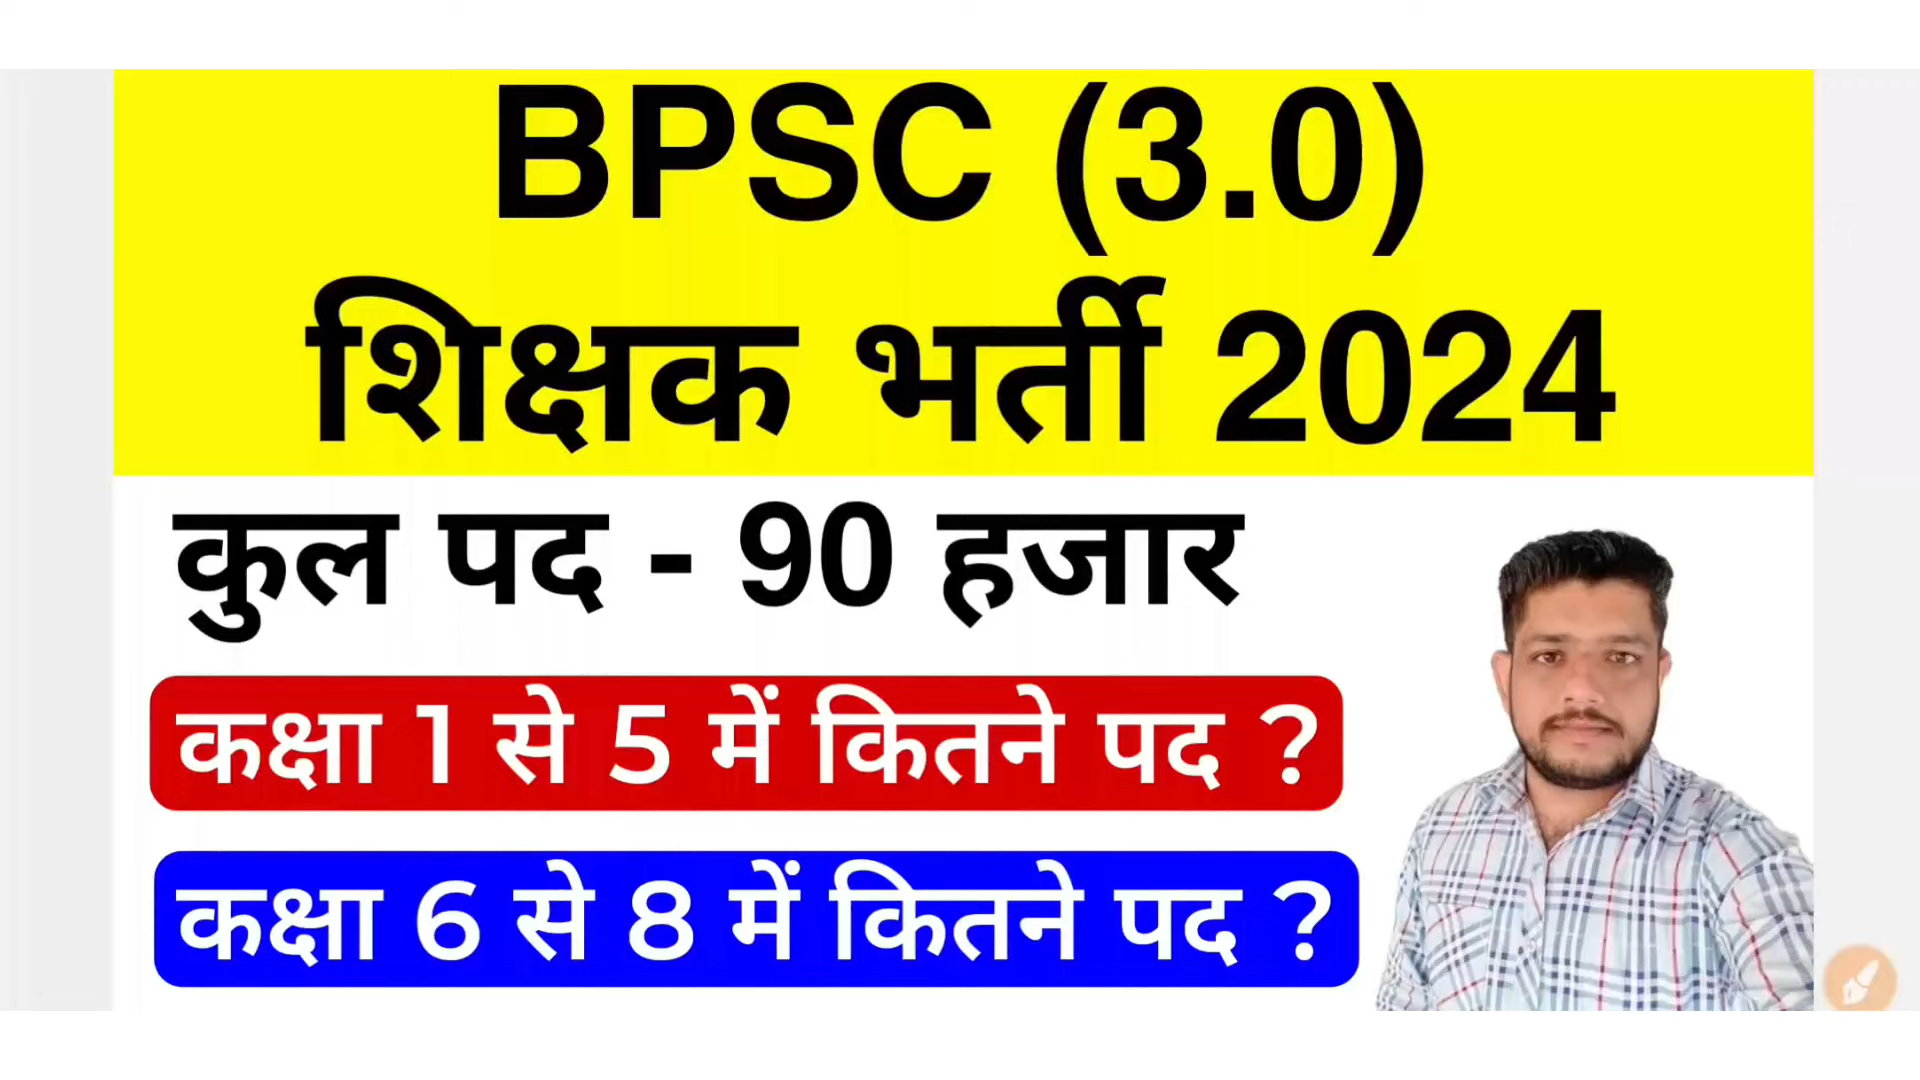 BPSC (3.0)
शिक्षक भर्ती 2024
कुल पद - 90 हजार
कक्षा 1 से 5 में कितने पद ?
कक्षा 6 से 8 में कितने पद ?